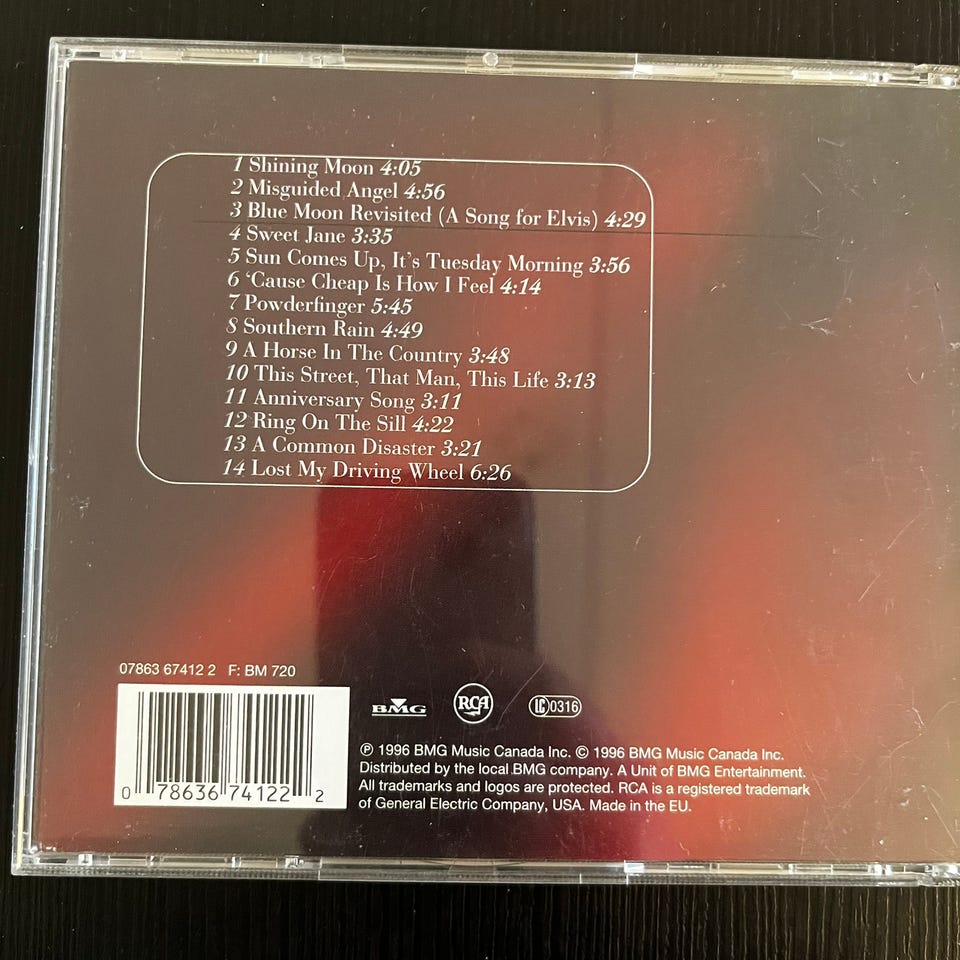 1 Shining Moon 4:05
2 Misguided Angel 4:56
3 Blue Moon Revisited (A Song for Elvis) 4:29
4 Sweet Jane 3:35
5 Sun Comes Up, It's Tuesday Morning 3:56
6 ‘Cause Cheap Is How I Feel 4:14
7 Powderfinger 5:45
8 Southern Rain 4:49
9 A Horse In The Country 3:48
10 This Street, That Man, This Life 3:13
11 Anniversary Song 3:11
12 Ring On The Sill 4:22
13 A Common Disaster 3:21
14 Lost My Driving Wheel 6:26
07863 67412 2 F: BM 720
0 78636 74122 2
BMG RCA LC 0316
℗ 1996 BMG Music Canada Inc. © 1996 BMG Music Canada Inc.
Distributed by the local BMG company. A Unit of BMG Entertainment.
All trademarks and logos are protected. RCA is a registered trademark
of General Electric Company, USA. Made in the EU.